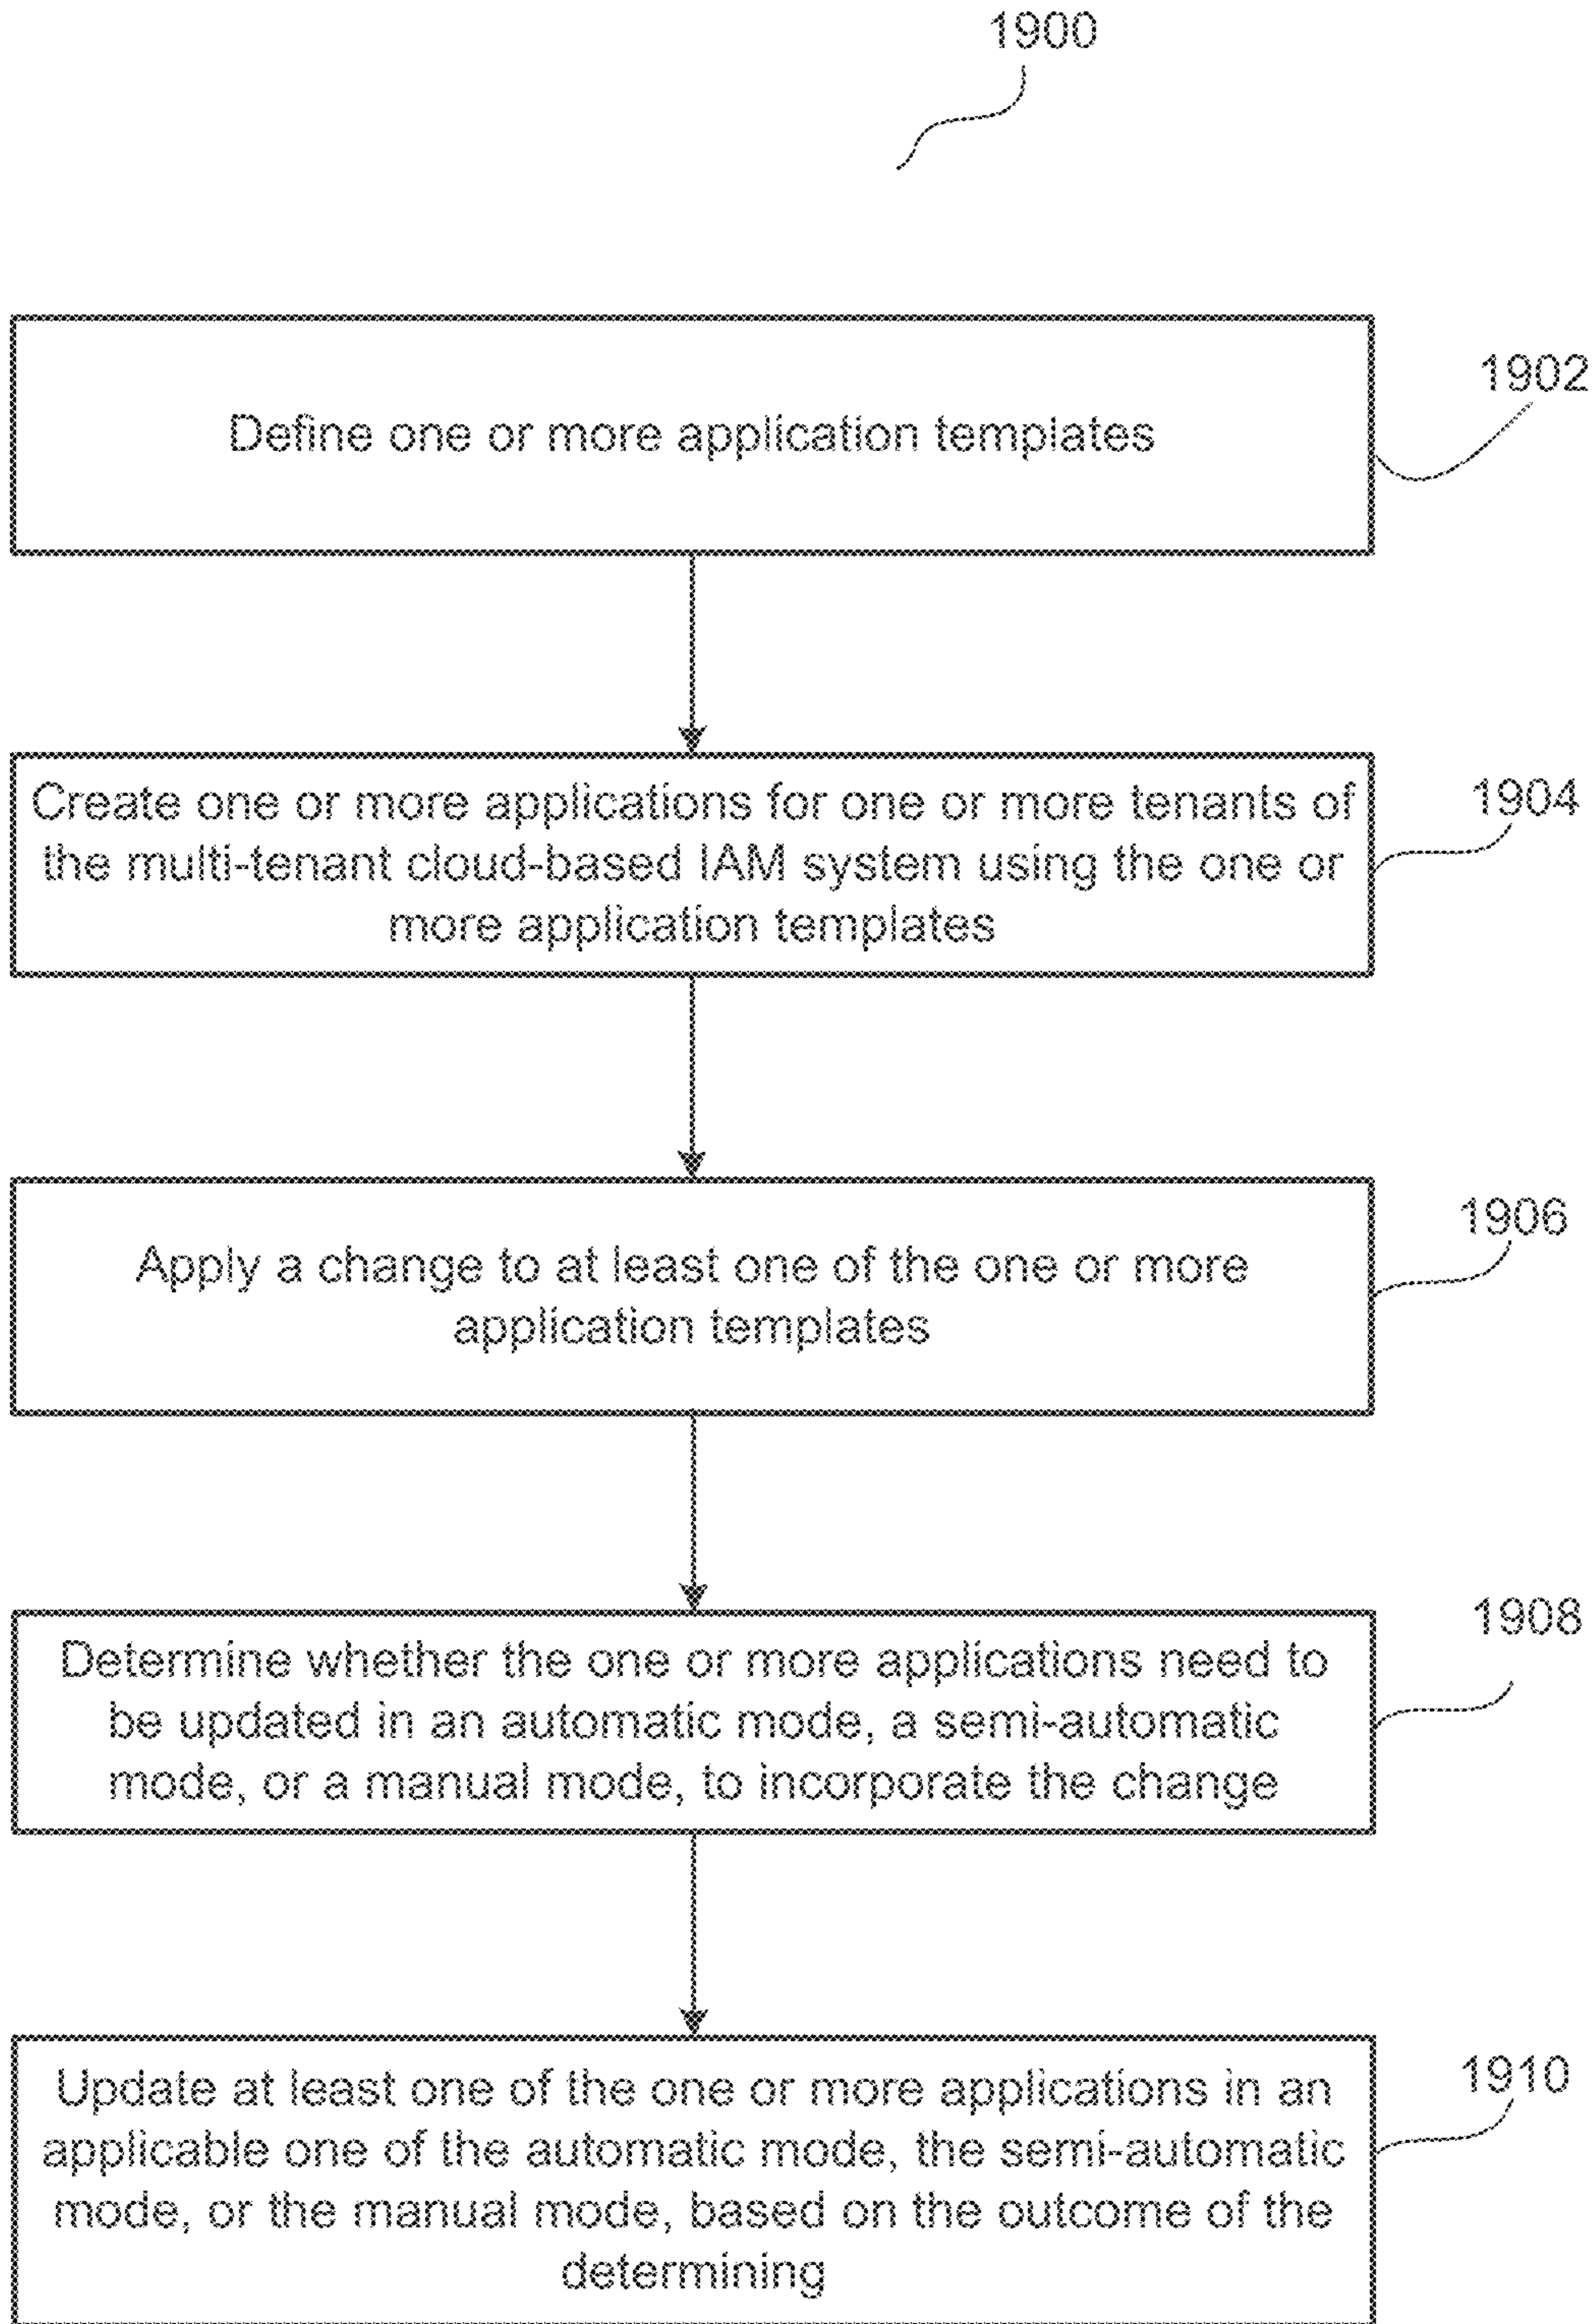 1900
Define one or more application templates
1902
Create one or more applications for one or more tenants of
the multi-tenant cloud-based IAM system using the one or
more application templates
1904
Apply a change to at least one of the one or more
application templates
1906
Determine whether the one or more applications need to
be updated in an automatic mode, a semi-automatic
mode, or a manual mode, to incorporate the change
1908
Update at least one of the one or more applications in an
applicable one of the automatic mode, the semi-automatic
mode, or the manual mode, based on the outcome of the
determining
1910